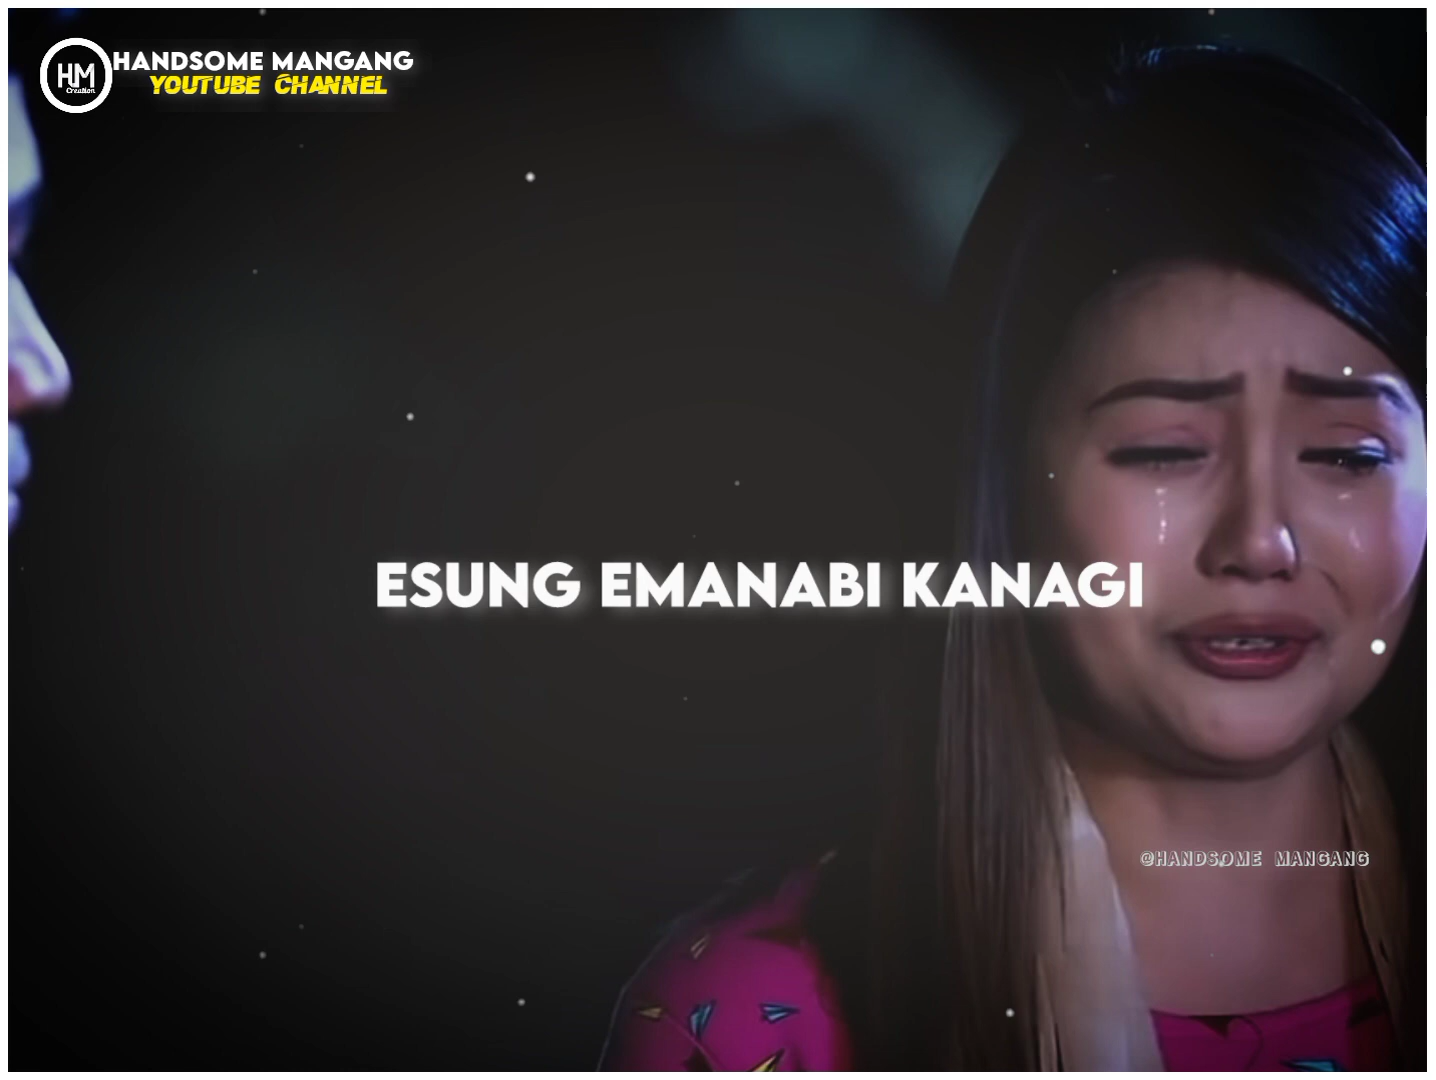 HM
Creation
HANDSOME MANGANG
YOUTUBE CHANNEL
ESUNG EMANABI KANAGI
@HANDSOME MANGANG